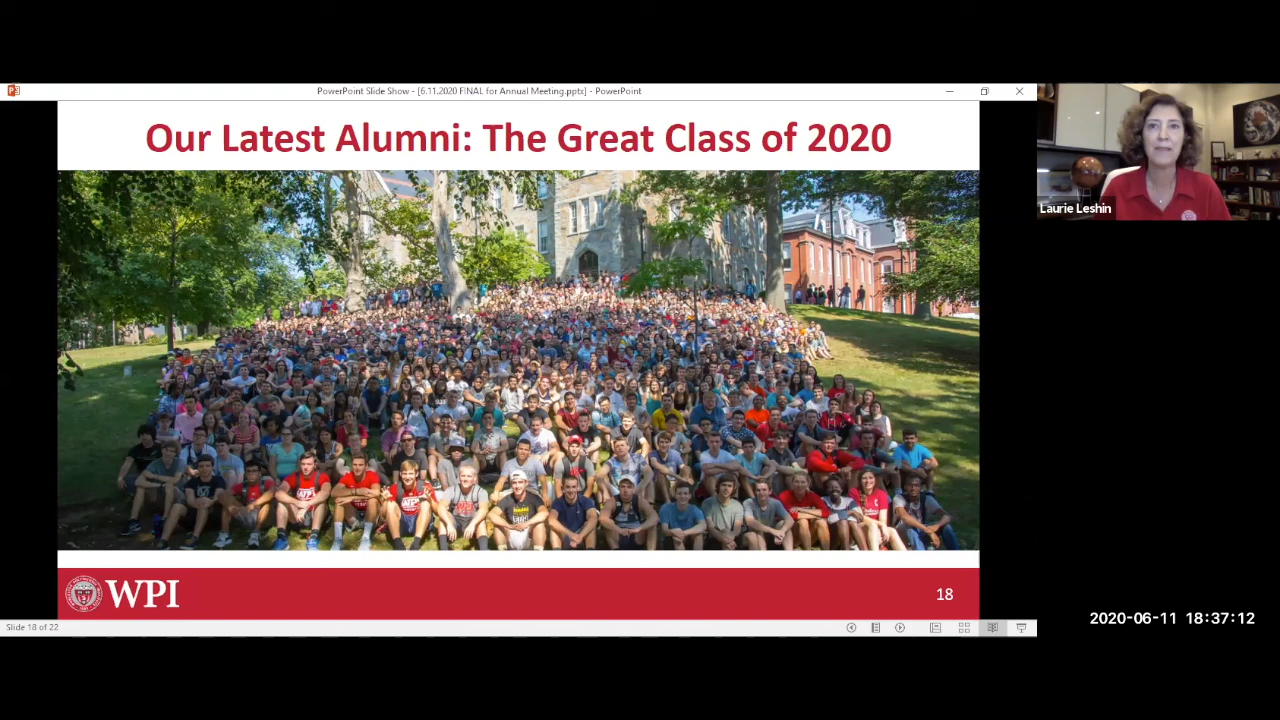 PowerPoint Slide Show - [6.11.2020 FINAL for Annual Meeting.pptx] - PowerPoint
Our Latest Alumni: The Great Class of 2020
Laurie Leshin
WPI
18
Slide 18 of 22
2020-06-11 18:37:12